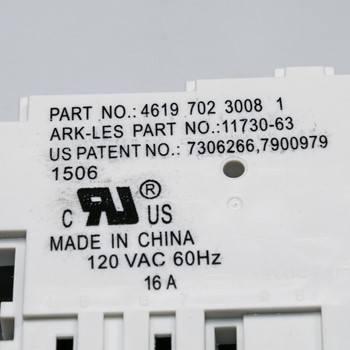 PART NO.: 4619 702 3008 1
ARK-LES PART NO.:11730-63
US PATENT NO.: 7306266,7900979
1506
C RU ® US
MADE IN CHINA
120 VAC 60Hz
16 A